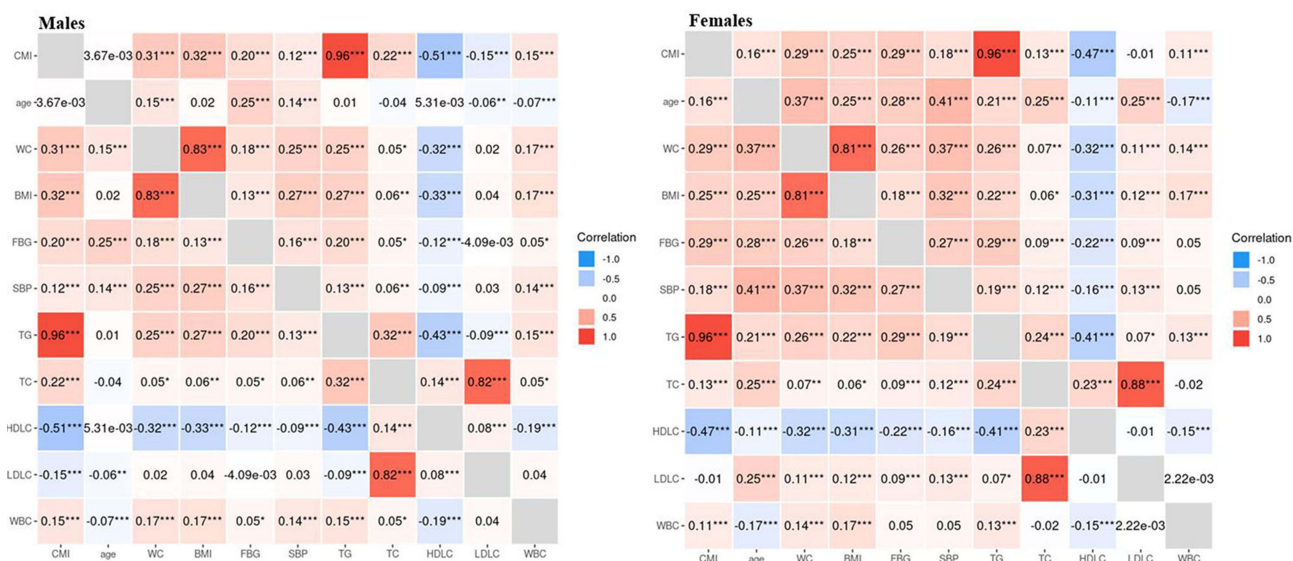 Males
CMI 3.67e-03 0.31*** 0.32*** 0.20*** 0.12*** 0.96*** 0.22*** -0.51*** -0.15*** 0.15***
age -3.67e-03 0.15*** 0.02 0.25*** 0.14*** 0.01 -0.04 5.31e-03 -0.06** -0.07***
WC 0.31*** 0.15*** 0.83*** 0.18*** 0.25*** 0.25*** 0.05* -0.32*** 0.02 0.17***
BMI 0.32*** 0.02 0.83*** 0.13*** 0.27*** 0.27*** 0.06** -0.33*** 0.04 0.17***
FBG 0.20*** 0.25*** 0.18*** 0.13*** 0.16*** 0.20*** 0.05* -0.12*** -4.09e-03 0.05*
SBP 0.12*** 0.14*** 0.25*** 0.27*** 0.16*** 0.13*** 0.06** -0.09*** 0.03 0.14***
TG 0.96*** 0.01 0.25*** 0.27*** 0.20*** 0.13*** 0.32*** -0.43*** -0.09*** 0.15***
TC 0.22*** -0.04 0.05* 0.06** 0.05* 0.06** 0.32*** 0.14*** 0.82*** 0.05*
HDLC -0.51*** 5.31e-03 -0.32*** -0.33*** -0.12*** -0.09*** -0.43*** 0.14*** 0.08*** -0.19***
LDLC -0.15*** -0.06** 0.02 0.04 -4.09e-03 0.03 -0.09*** 0.82*** 0.08*** 0.04
WBC 0.15*** -0.07*** 0.17*** 0.17*** 0.05* 0.14*** 0.15*** 0.05* -0.19*** 0.04
CMI age WC BMI FBG SBP TG TC HDLC LDLC WBC
Correlation
-1.0
-0.5
0.0
0.5
1.0
Females
CMI 0.16*** 0.29*** 0.25*** 0.29*** 0.18*** 0.96*** 0.13*** -0.47*** -0.01 0.11***
age 0.16*** 0.37*** 0.25*** 0.28*** 0.41*** 0.21*** 0.25*** -0.11*** 0.25*** -0.17***
WC 0.29*** 0.37*** 0.81*** 0.26*** 0.37*** 0.26*** 0.07** -0.32*** 0.11*** 0.14***
BMI 0.25*** 0.25*** 0.81*** 0.18*** 0.32*** 0.22*** 0.06* -0.31*** 0.12*** 0.17***
FBG 0.29*** 0.28*** 0.26*** 0.18*** 0.27*** 0.29*** 0.09*** -0.22*** 0.09*** 0.05
SBP 0.18*** 0.41*** 0.37*** 0.32*** 0.27*** 0.19*** 0.12*** -0.16*** 0.13*** 0.05
TG 0.96*** 0.21*** 0.26*** 0.22*** 0.29*** 0.19*** 0.24*** -0.41*** 0.07* 0.13***
TC 0.13*** 0.25*** 0.07** 0.06* 0.09*** 0.12*** 0.24*** 0.23*** 0.88*** -0.02
HDLC -0.47*** -0.11*** -0.32*** -0.31*** -0.22*** -0.16*** -0.41*** 0.23*** -0.01 -0.15***
LDLC -0.01 0.25*** 0.11*** 0.12*** 0.09*** 0.13*** 0.07* 0.88*** -0.01 2.22e-03
WBC 0.11*** -0.17*** 0.14*** 0.17*** 0.05 0.05 0.13*** -0.02 -0.15*** 2.22e-03
CMI age WC BMI FBG SBP TG TC HDLC LDLC WBC
Correlation
-1.0
-0.5
0.0
0.5
1.0